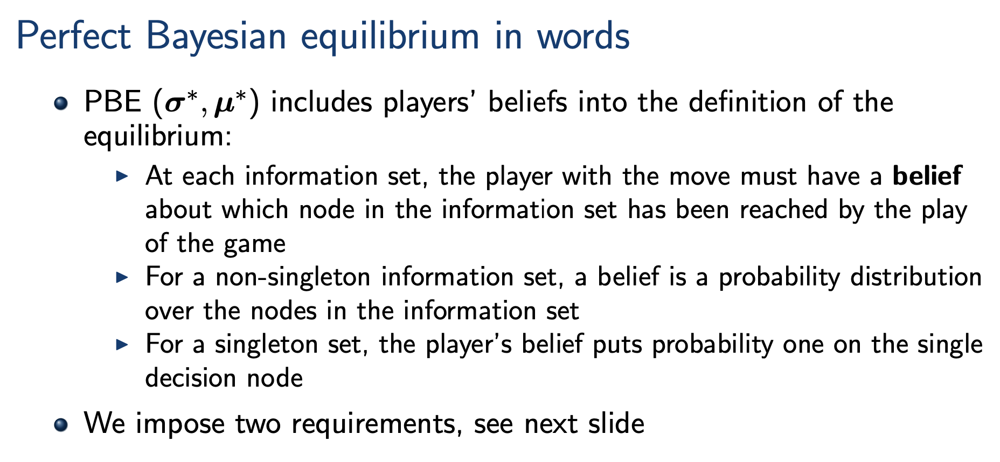 Perfect Bayesian equilibrium in words
PBE (σ*, μ*) includes players' beliefs into the definition of the
equilibrium:
At each information set, the player with the move must have a belief
about which node in the information set has been reached by the play
of the game
For a non-singleton information set, a belief is a probability distribution
over the nodes in the information set
For a singleton set, the player's belief puts probability one on the single
decision node
We impose two requirements, see next slide